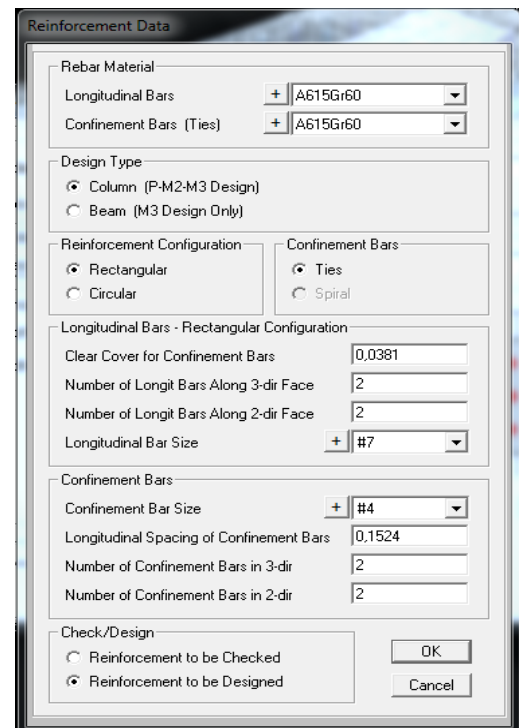 Reinforcement Data
Rebar Material
Longitudinal Bars + A615Gr60
Confinement Bars (Ties) + A615Gr60
Design Type
Column (P-M2-M3 Design)
Beam (M3 Design Only)
Reinforcement Configuration
Rectangular
Circular
Confinement Bars
Ties
Spiral
Longitudinal Bars - Rectangular Configuration
Clear Cover for Confinement Bars 0,0381
Number of Longit Bars Along 3-dir Face 2
Number of Longit Bars Along 2-dir Face 2
Longitudinal Bar Size + #7
Confinement Bars
Confinement Bar Size + #4
Longitudinal Spacing of Confinement Bars 0,1524
Number of Confinement Bars in 3-dir 2
Number of Confinement Bars in 2-dir 2
Check/Design
Reinforcement to be Checked
Reinforcement to be Designed
OK
Cancel